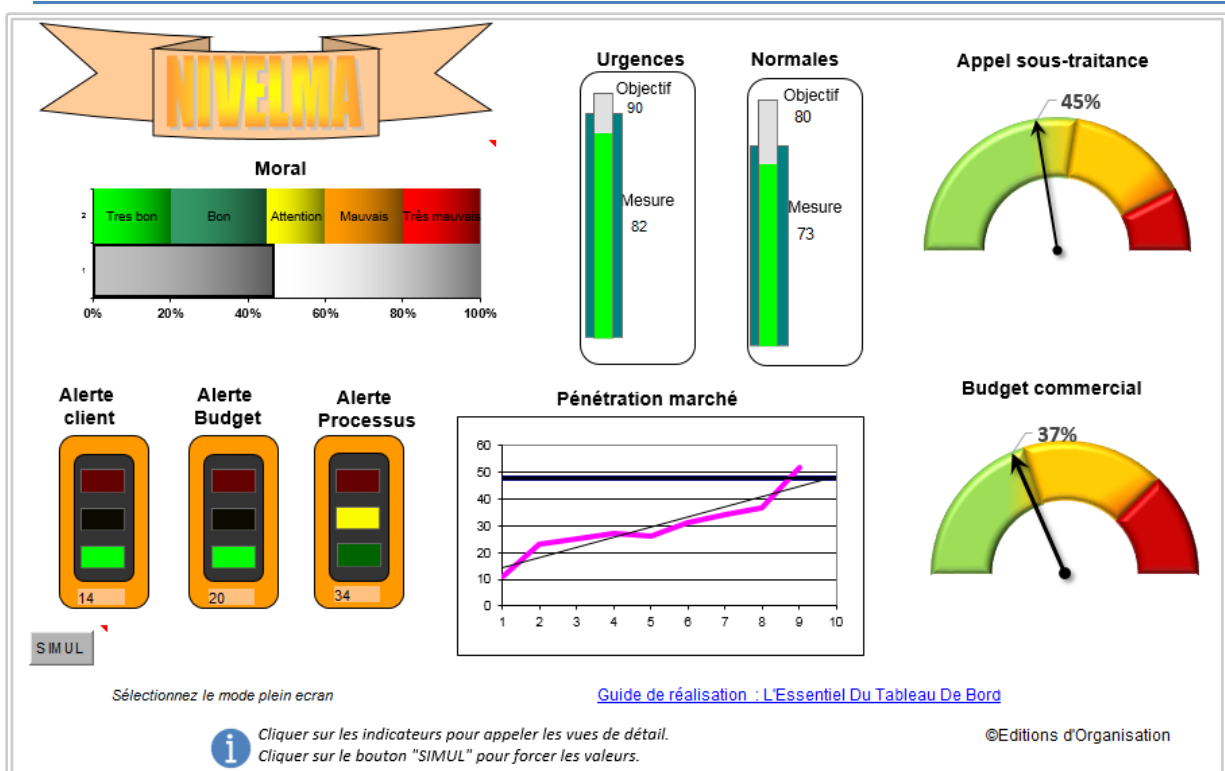 NIVELMA
Moral
2
Tres bon
Bon
Attention
Mauvais
Très mauvais
1
0% 20% 40% 60% 80% 100%
Urgences
Objectif
90
Mesure
82
Normales
Objectif
80
Mesure
73
Appel sous-traitance
45%
Alerte
client
14
Alerte
Budget
20
Alerte
Processus
34
Pénétration marché
60
50
40
30
20
10
0
1 2 3 4 5 6 7 8 9 10
Budget commercial
37%
SIMUL
Sélectionnez le mode plein ecran
Guide de réalisation : L'Essentiel Du Tableau De Bord
i
Cliquer sur les indicateurs pour appeler les vues de détail.
Cliquer sur le bouton "SIMUL" pour forcer les valeurs.
©Editions d'Organisation